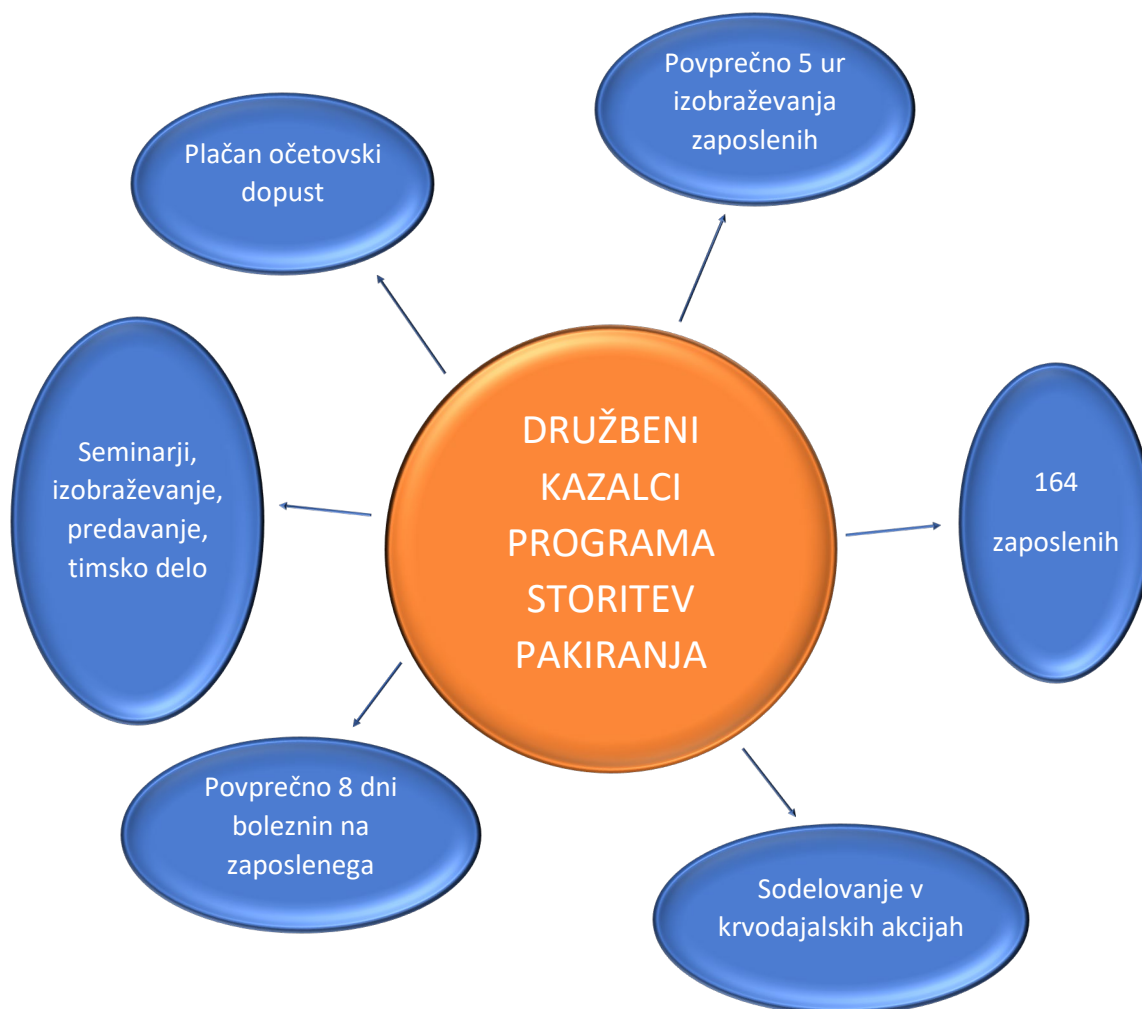 Povprečno 5 ur
izobraževanja
zaposlenih
Plačan očetovski
dopust
Seminarji,
izobraževanje,
predavanje,
timsko delo
DRUŽBENI
KAZALCI
PROGRAMA
STORITEV
PAKIRANJA
164
zaposlenih
Povprečno 8 dni
boleznin na
zaposlenega
Sodelovanje v
krvodajalskih akcijah